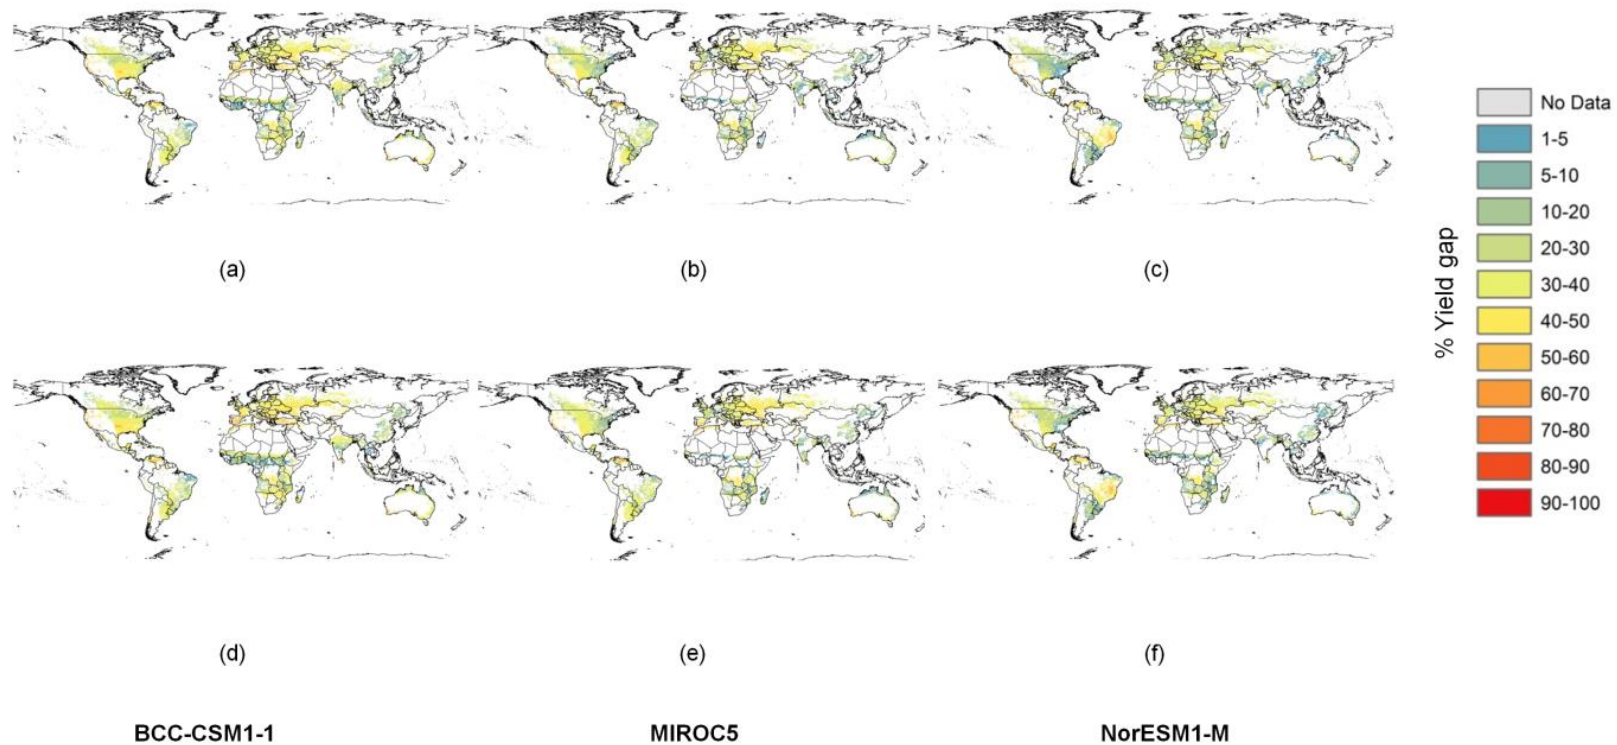 (a)
(b)
(c)
(d)
(e)
(f)
BCC-CSM1-1
MIROC5
NorESM1-M
% Yield gap
No Data
1-5
5-10
10-20
20-30
30-40
40-50
50-60
60-70
70-80
80-90
90-100